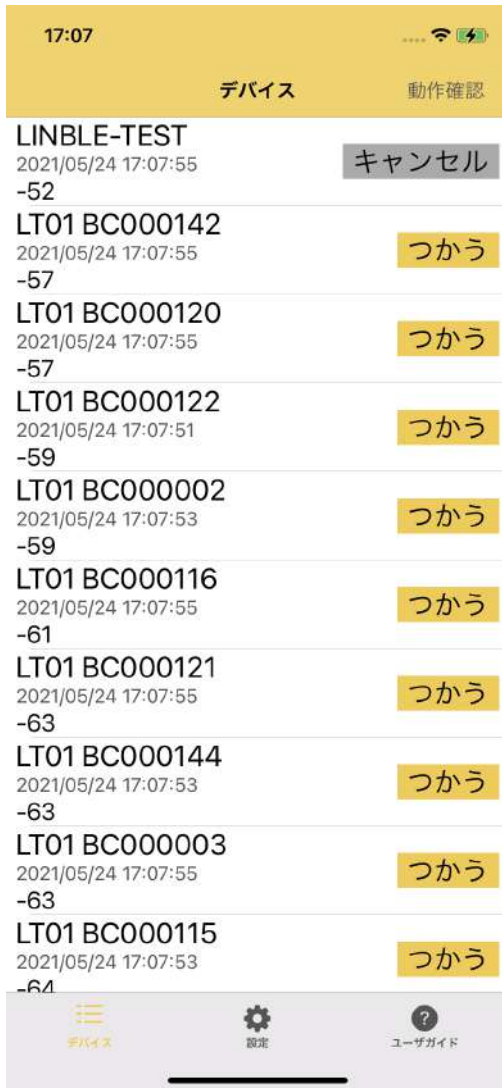 17:07
デバイス
動作確認
LINBLE-TEST
2021/05/24 17:07:55
-52
キャンセル
LT01 BC000142
2021/05/24 17:07:55
-57
つかう
LT01 BC000120
2021/05/24 17:07:55
-57
つかう
LT01 BC000122
2021/05/24 17:07:51
-59
つかう
LT01 BC000002
2021/05/24 17:07:53
-59
つかう
LT01 BC000116
2021/05/24 17:07:55
-61
つかう
LT01 BC000121
2021/05/24 17:07:55
-63
つかう
LT01 BC000144
2021/05/24 17:07:53
-63
つかう
LT01 BC000003
2021/05/24 17:07:55
-63
つかう
LT01 BC000115
2021/05/24 17:07:53
-64
つかう
デバイス
設定
?
ユーザガイド